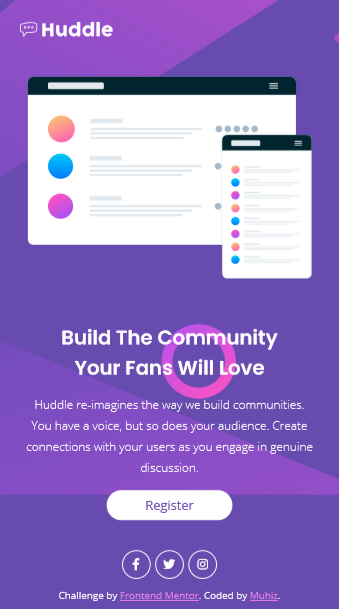 Huddle
Build The Community
Your Fans Will Love
Huddle re-imagines the way we build communities.
You have a voice, but so does your audience. Create
connections with your users as you engage in genuine
discussion.
Register
Challenge by Frontend Mentor. Coded by Muhiz.